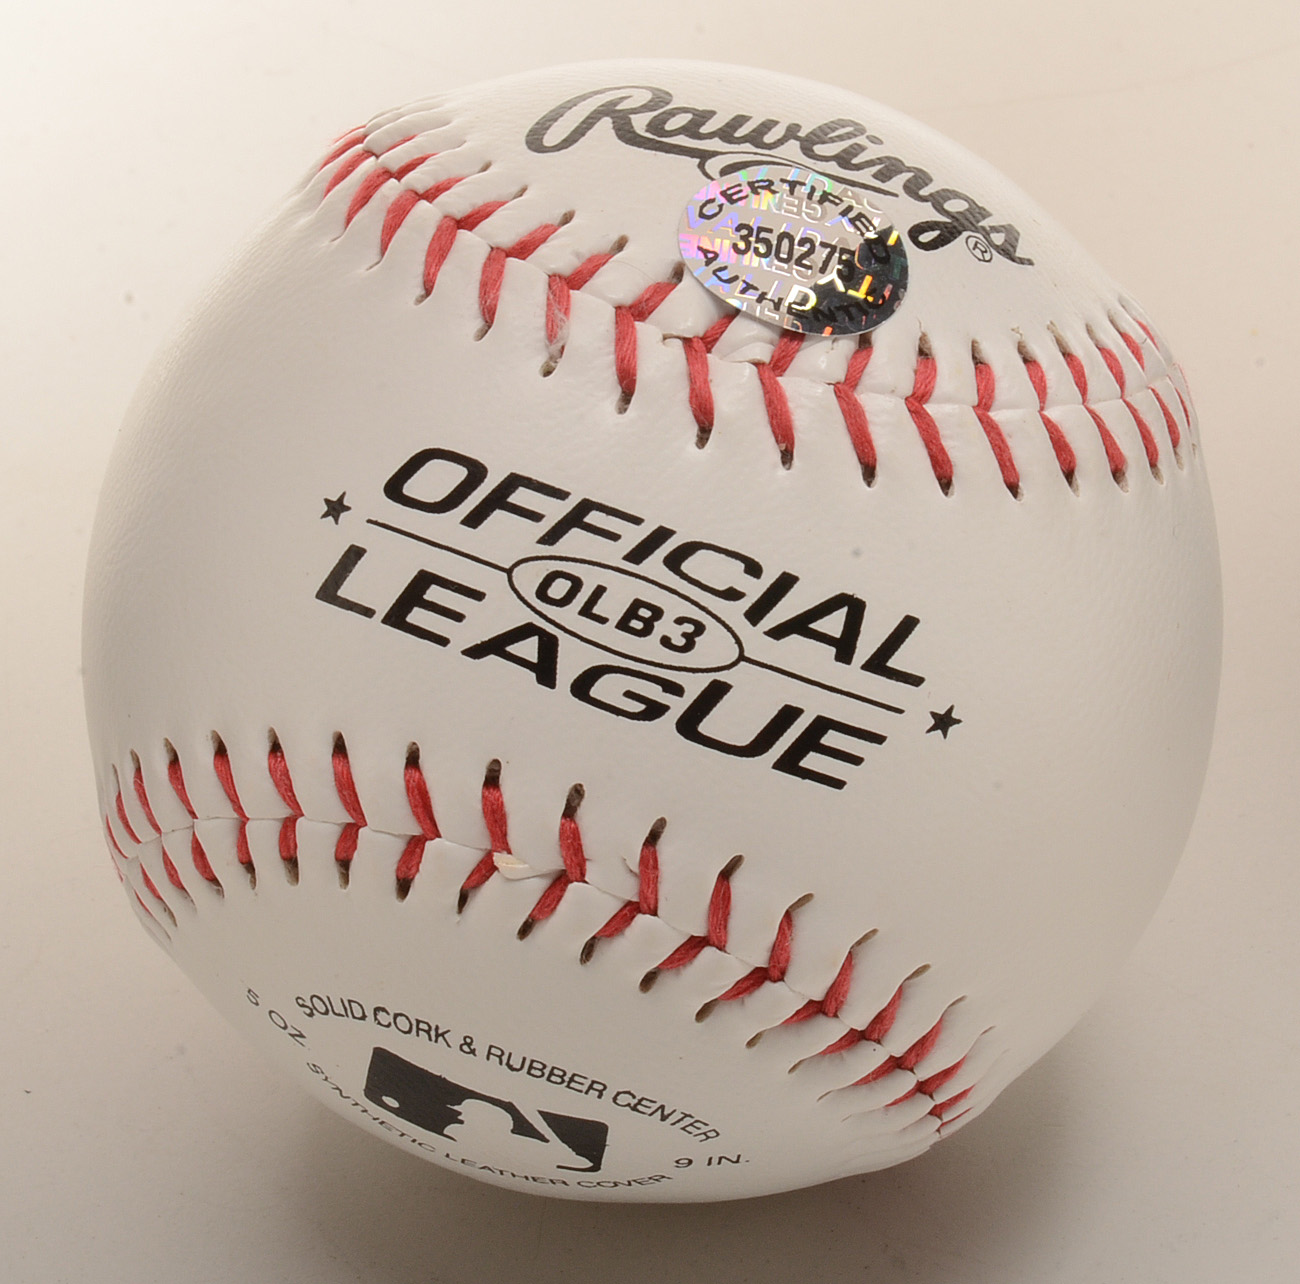 Rawlings®
CERTIFIED
350275
AUTHENTIC
OFFICIAL
OLB3
LEAGUE
SOLID CORK & RUBBER CENTER
5 OZ.
9 IN.
SYNTHETIC LEATHER COVER